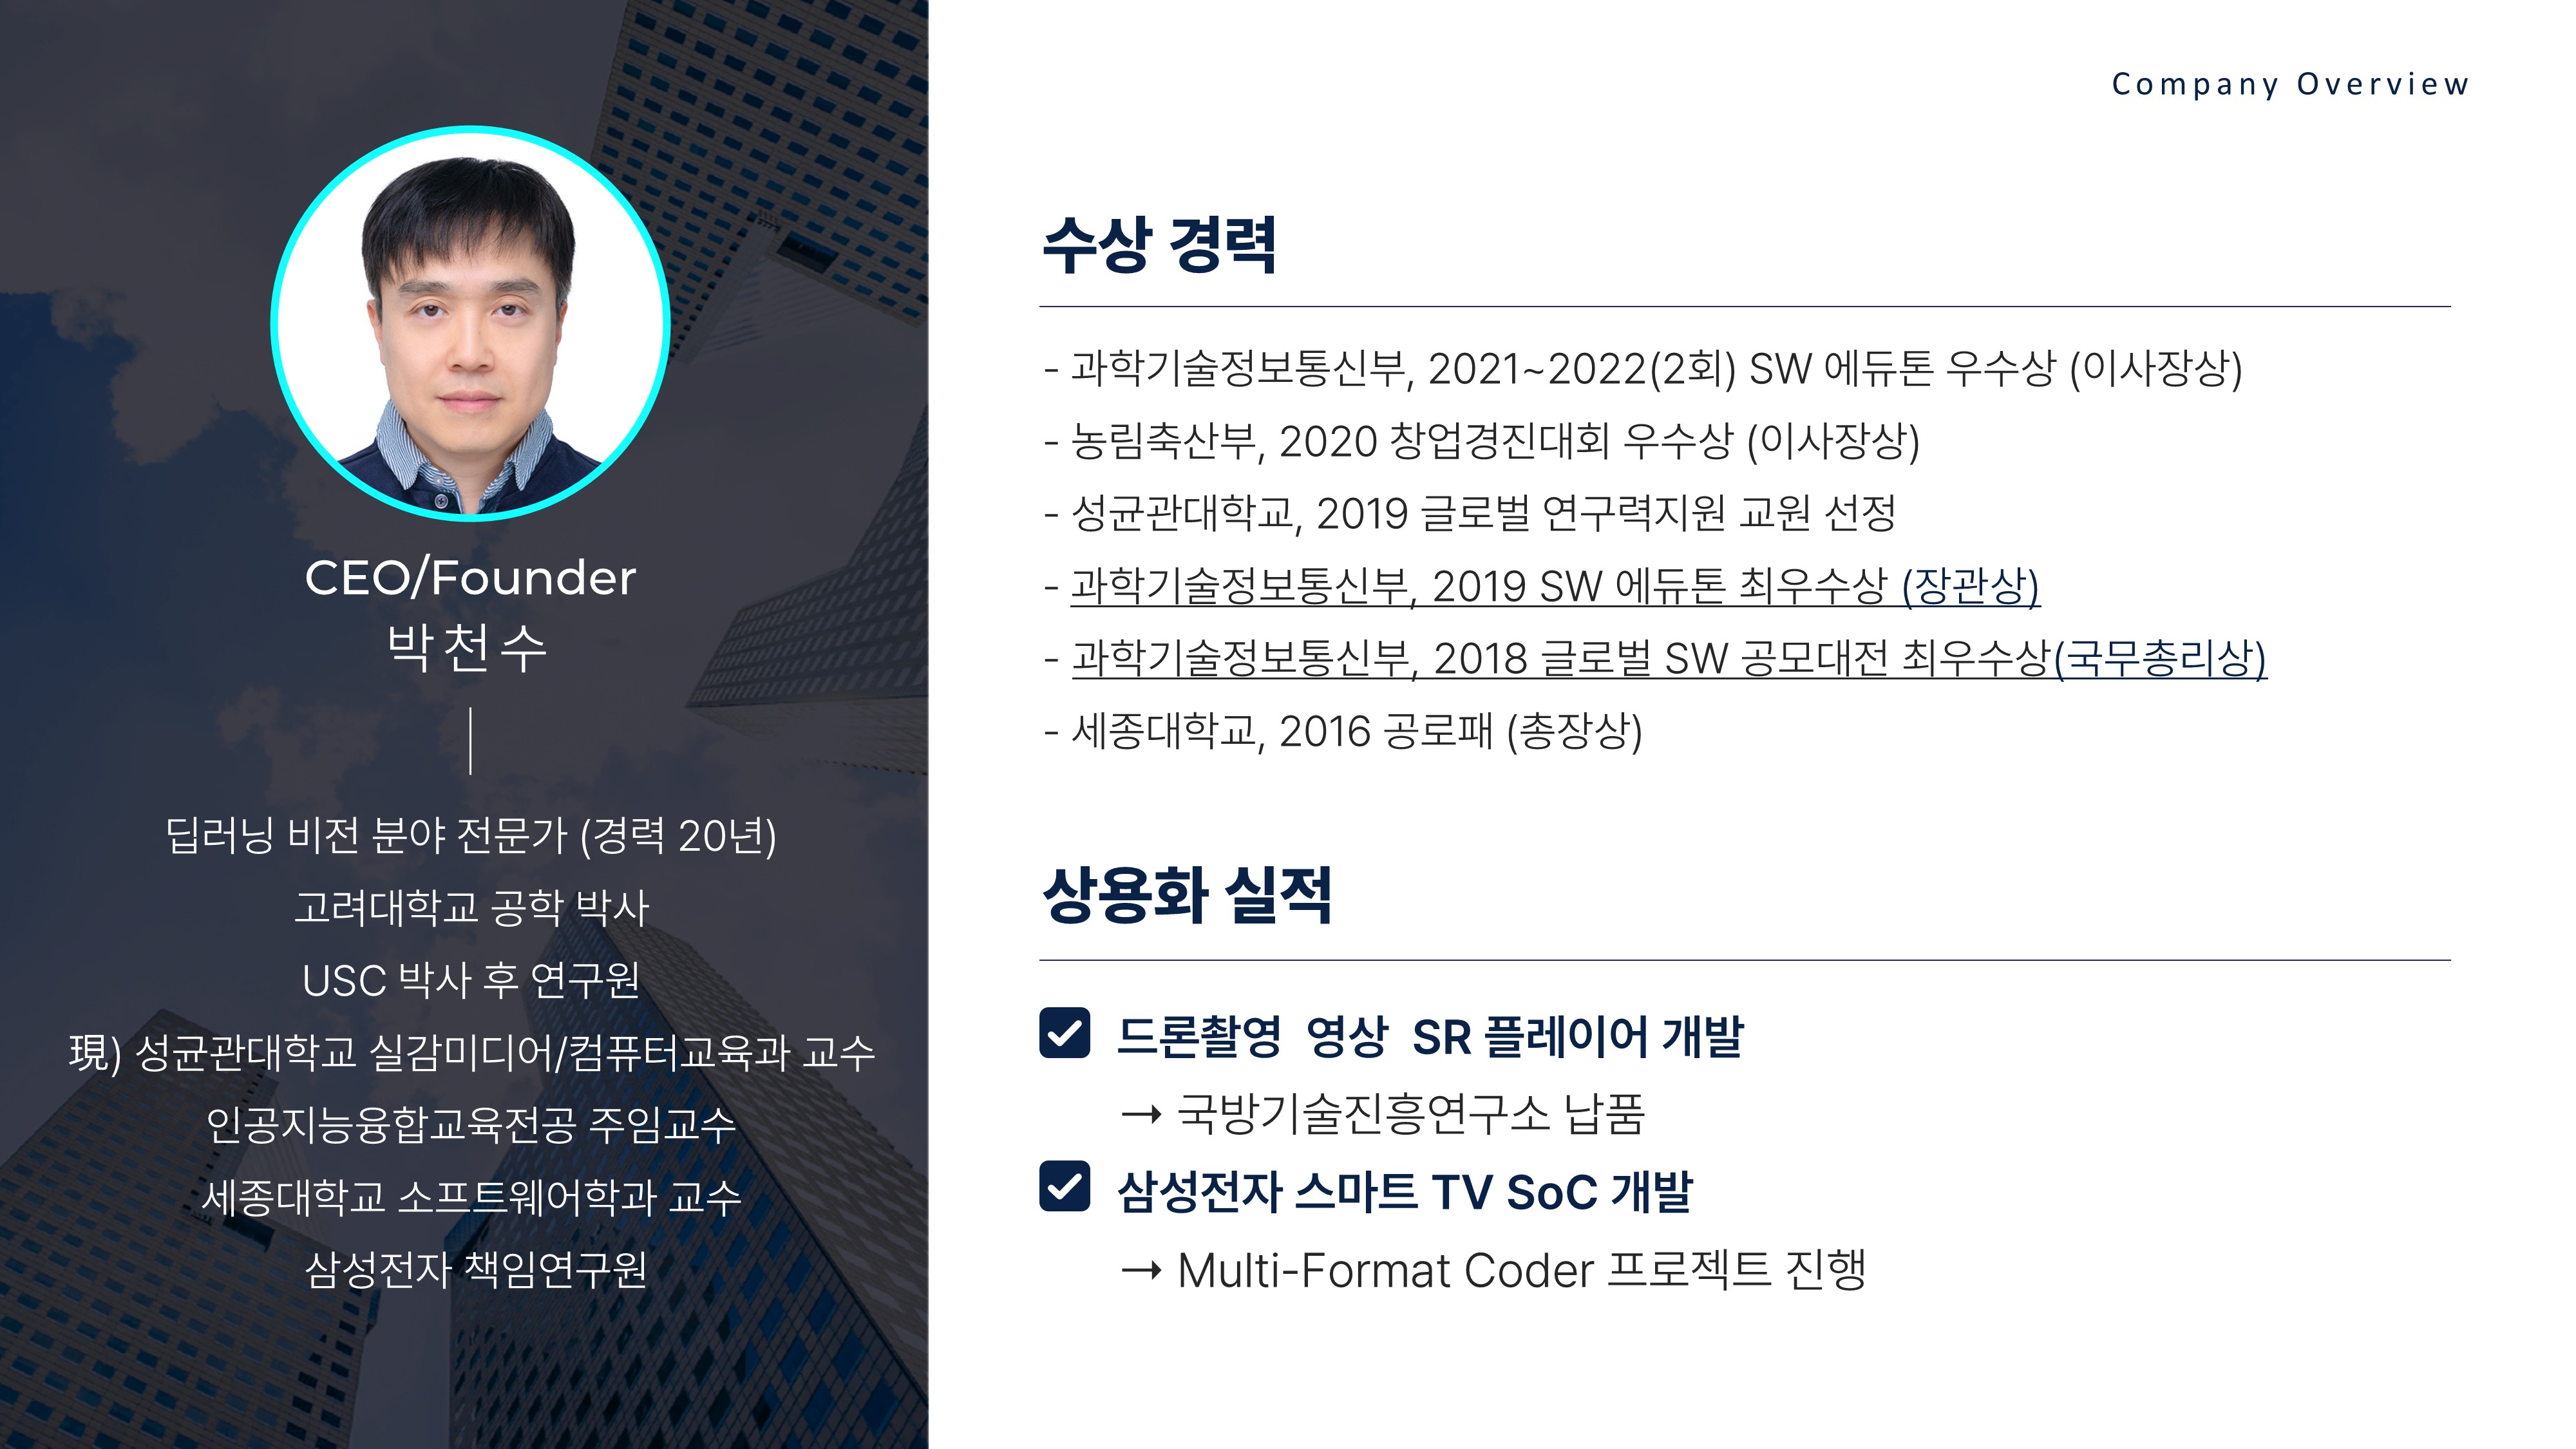 Company Overview
CEO/Founder
박천수
딥러닝 비전 분야 전문가 (경력 20년)
고려대학교 공학 박사
USC 박사 후 연구원
現) 성균관대학교 실감미디어/컴퓨터교육과 교수
인공지능융합교육전공 주임교수
세종대학교 소프트웨어학과 교수
삼성전자 책임연구원
수상 경력
- 과학기술정보통신부, 2021~2022(2회) SW 에듀톤 우수상 (이사장상)
- 농림축산부, 2020 창업경진대회 우수상 (이사장상)
- 성균관대학교, 2019 글로벌 연구력지원 교원 선정
- 과학기술정보통신부, 2019 SW 에듀톤 최우수상 (장관상)
- 과학기술정보통신부, 2018 글로벌 SW 공모대전 최우수상(국무총리상)
- 세종대학교, 2016 공로패 (총장상)
상용화 실적
드론촬영 영상 SR 플레이어 개발
→ 국방기술진흥연구소 납품
삼성전자 스마트 TV SoC 개발
→ Multi-Format Coder 프로젝트 진행